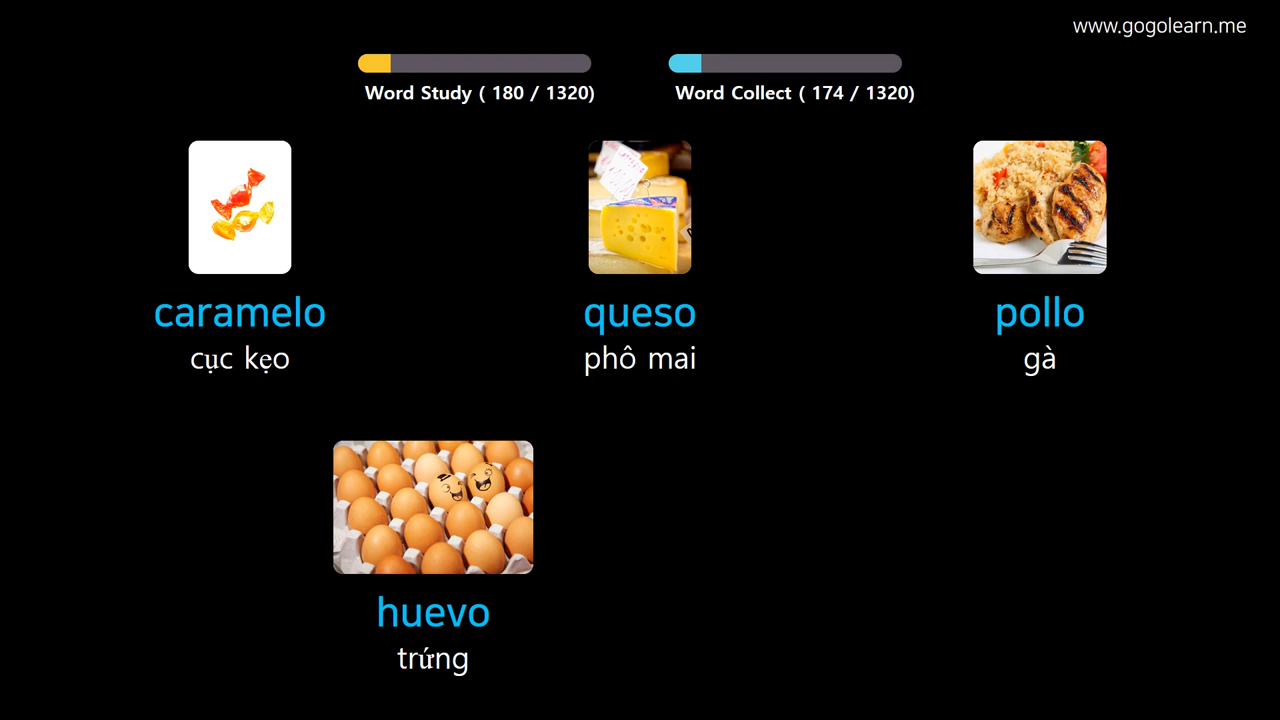 www.gogolearn.me
Word Study ( 180 / 1320)
Word Collect ( 174 / 1320)
caramelo
cục kẹo
queso
phô mai
pollo
gà
huevo
trứng